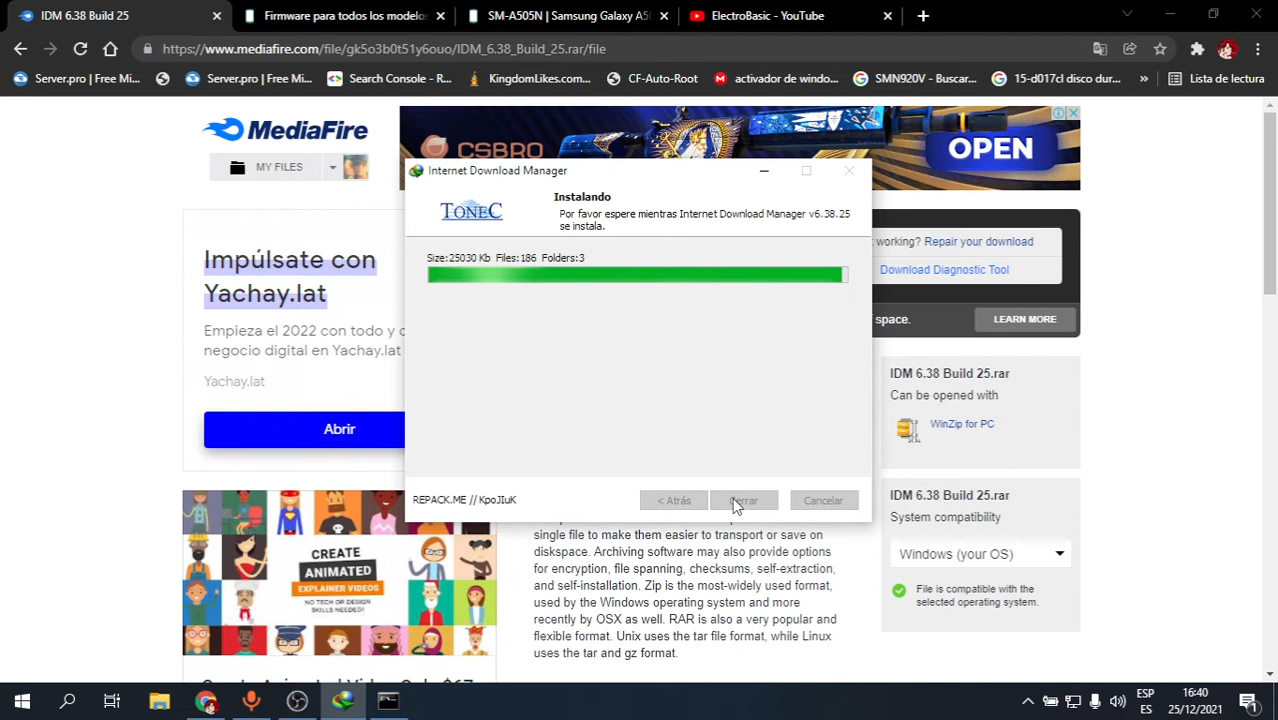 IDM 6.38 Build 25
Firmware para todos los modelos
SM-A505N | Samsung Galaxy A50
ElectroBasic - YouTube
https://www.mediafire.com/file/gk5o3b0t51y6ouo/IDM_6.38_Build_25.rar/file
Server.pro | Free Mi...
Server.pro | Free Mi...
Search Console - R...
KingdomLikes.com...
CF-Auto-Root
activador de windo...
SMN920V - Buscar...
15-d017cl disco dur...
»
Lista de lectura
MediaFire
MY FILES
CSBRO
OPEN
Internet Download Manager
TONEC
Instalando
Por favor espere mientras Internet Download Manager v6.38.25
se instala.
Size:25030 Kb Files:186 Folders:3
REPACK.ME // KpoJIuK
< Atrás
Cerrar
Cancelar
Impúlsate con
Yachay.lat
Empieza el 2022 con todo y
negocio digital en Yachay.lat
Yachay.lat
Abrir
working? Repair your download
Download Diagnostic Tool
space.
LEARN MORE
IDM 6.38 Build 25.rar
Can be opened with
WinZip for PC
IDM 6.38 Build 25.rar
System compatibility
Windows (your OS)
File is compatible with the
selected operating system.
CREATE
ANIMATED
EXPLAINER VIDEOS
NO TECH OR DESIGN
SKILLS NEEDED!
single file to make them easier to transport or save on
diskspace. Archiving software may also provide options
for encryption, file spanning, checksums, self-extraction,
and self-installation. Zip is the most-widely used format,
used by the Windows operating system and more
recently by OSX as well. RAR is also a very popular and
flexible format. Unix uses the tar file format, while Linux
uses the tar and gz format.
ESP
ES
16:40
25/12/2021
1